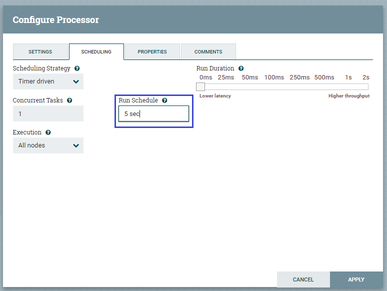 Configure Processor
SETTINGS SCHEDULING PROPERTIES COMMENTS
Scheduling Strategy ? Run Duration ?
Timer driven 0ms 25ms 50ms 100ms 250ms 500ms 1s 2s
Lower latency Higher throughput
Concurrent Tasks ? Run Schedule ?
1 5 sec
Execution ?
All nodes
CANCEL APPLY